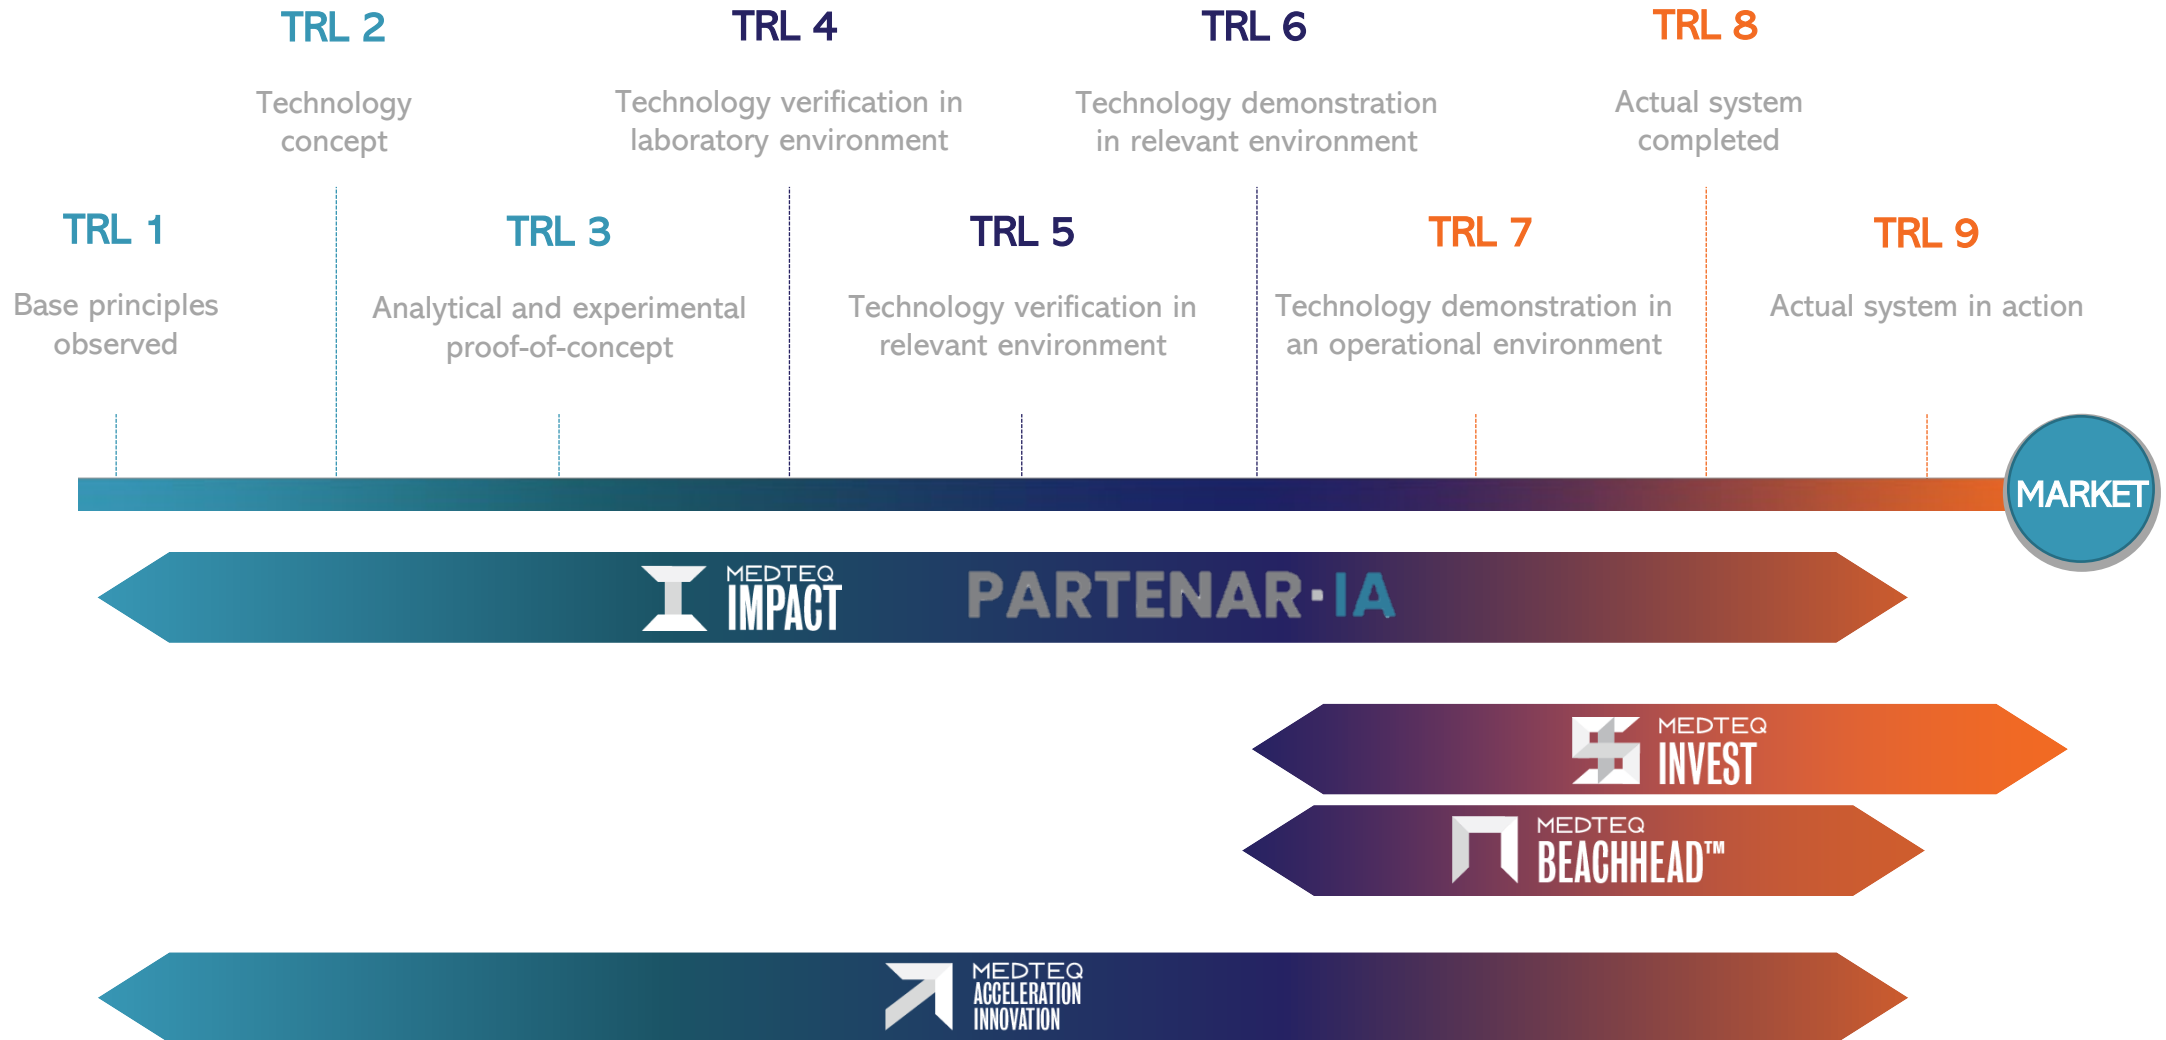 TRL 2
Technology
concept
TRL 4
Technology verification in
laboratory environment
TRL 6
Technology demonstration
in relevant environment
TRL 8
Actual system
completed
TRL 1
Base principles
observed
TRL 3
Analytical and experimental
proof-of-concept
TRL 5
Technology verification in
relevant environment
TRL 7
Technology demonstration in
an operational environment
TRL 9
Actual system in action
MARKET
MEDTEQ
IMPACT
PARTENAR·IA
MEDTEQ
INVEST
MEDTEQ
BEACHHEAD™
MEDTEQ
ACCELERATION
INNOVATION